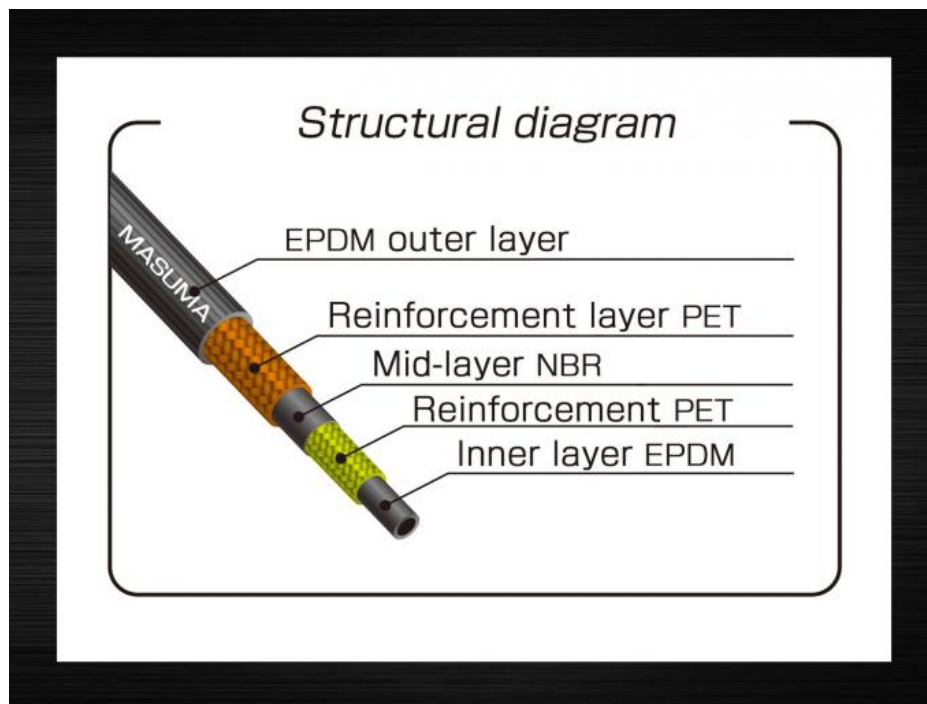 Structural diagram
MASUMA
EPDM outer layer
Reinforcement layer PET
Mid-layer NBR
Reinforcement PET
Inner layer EPDM